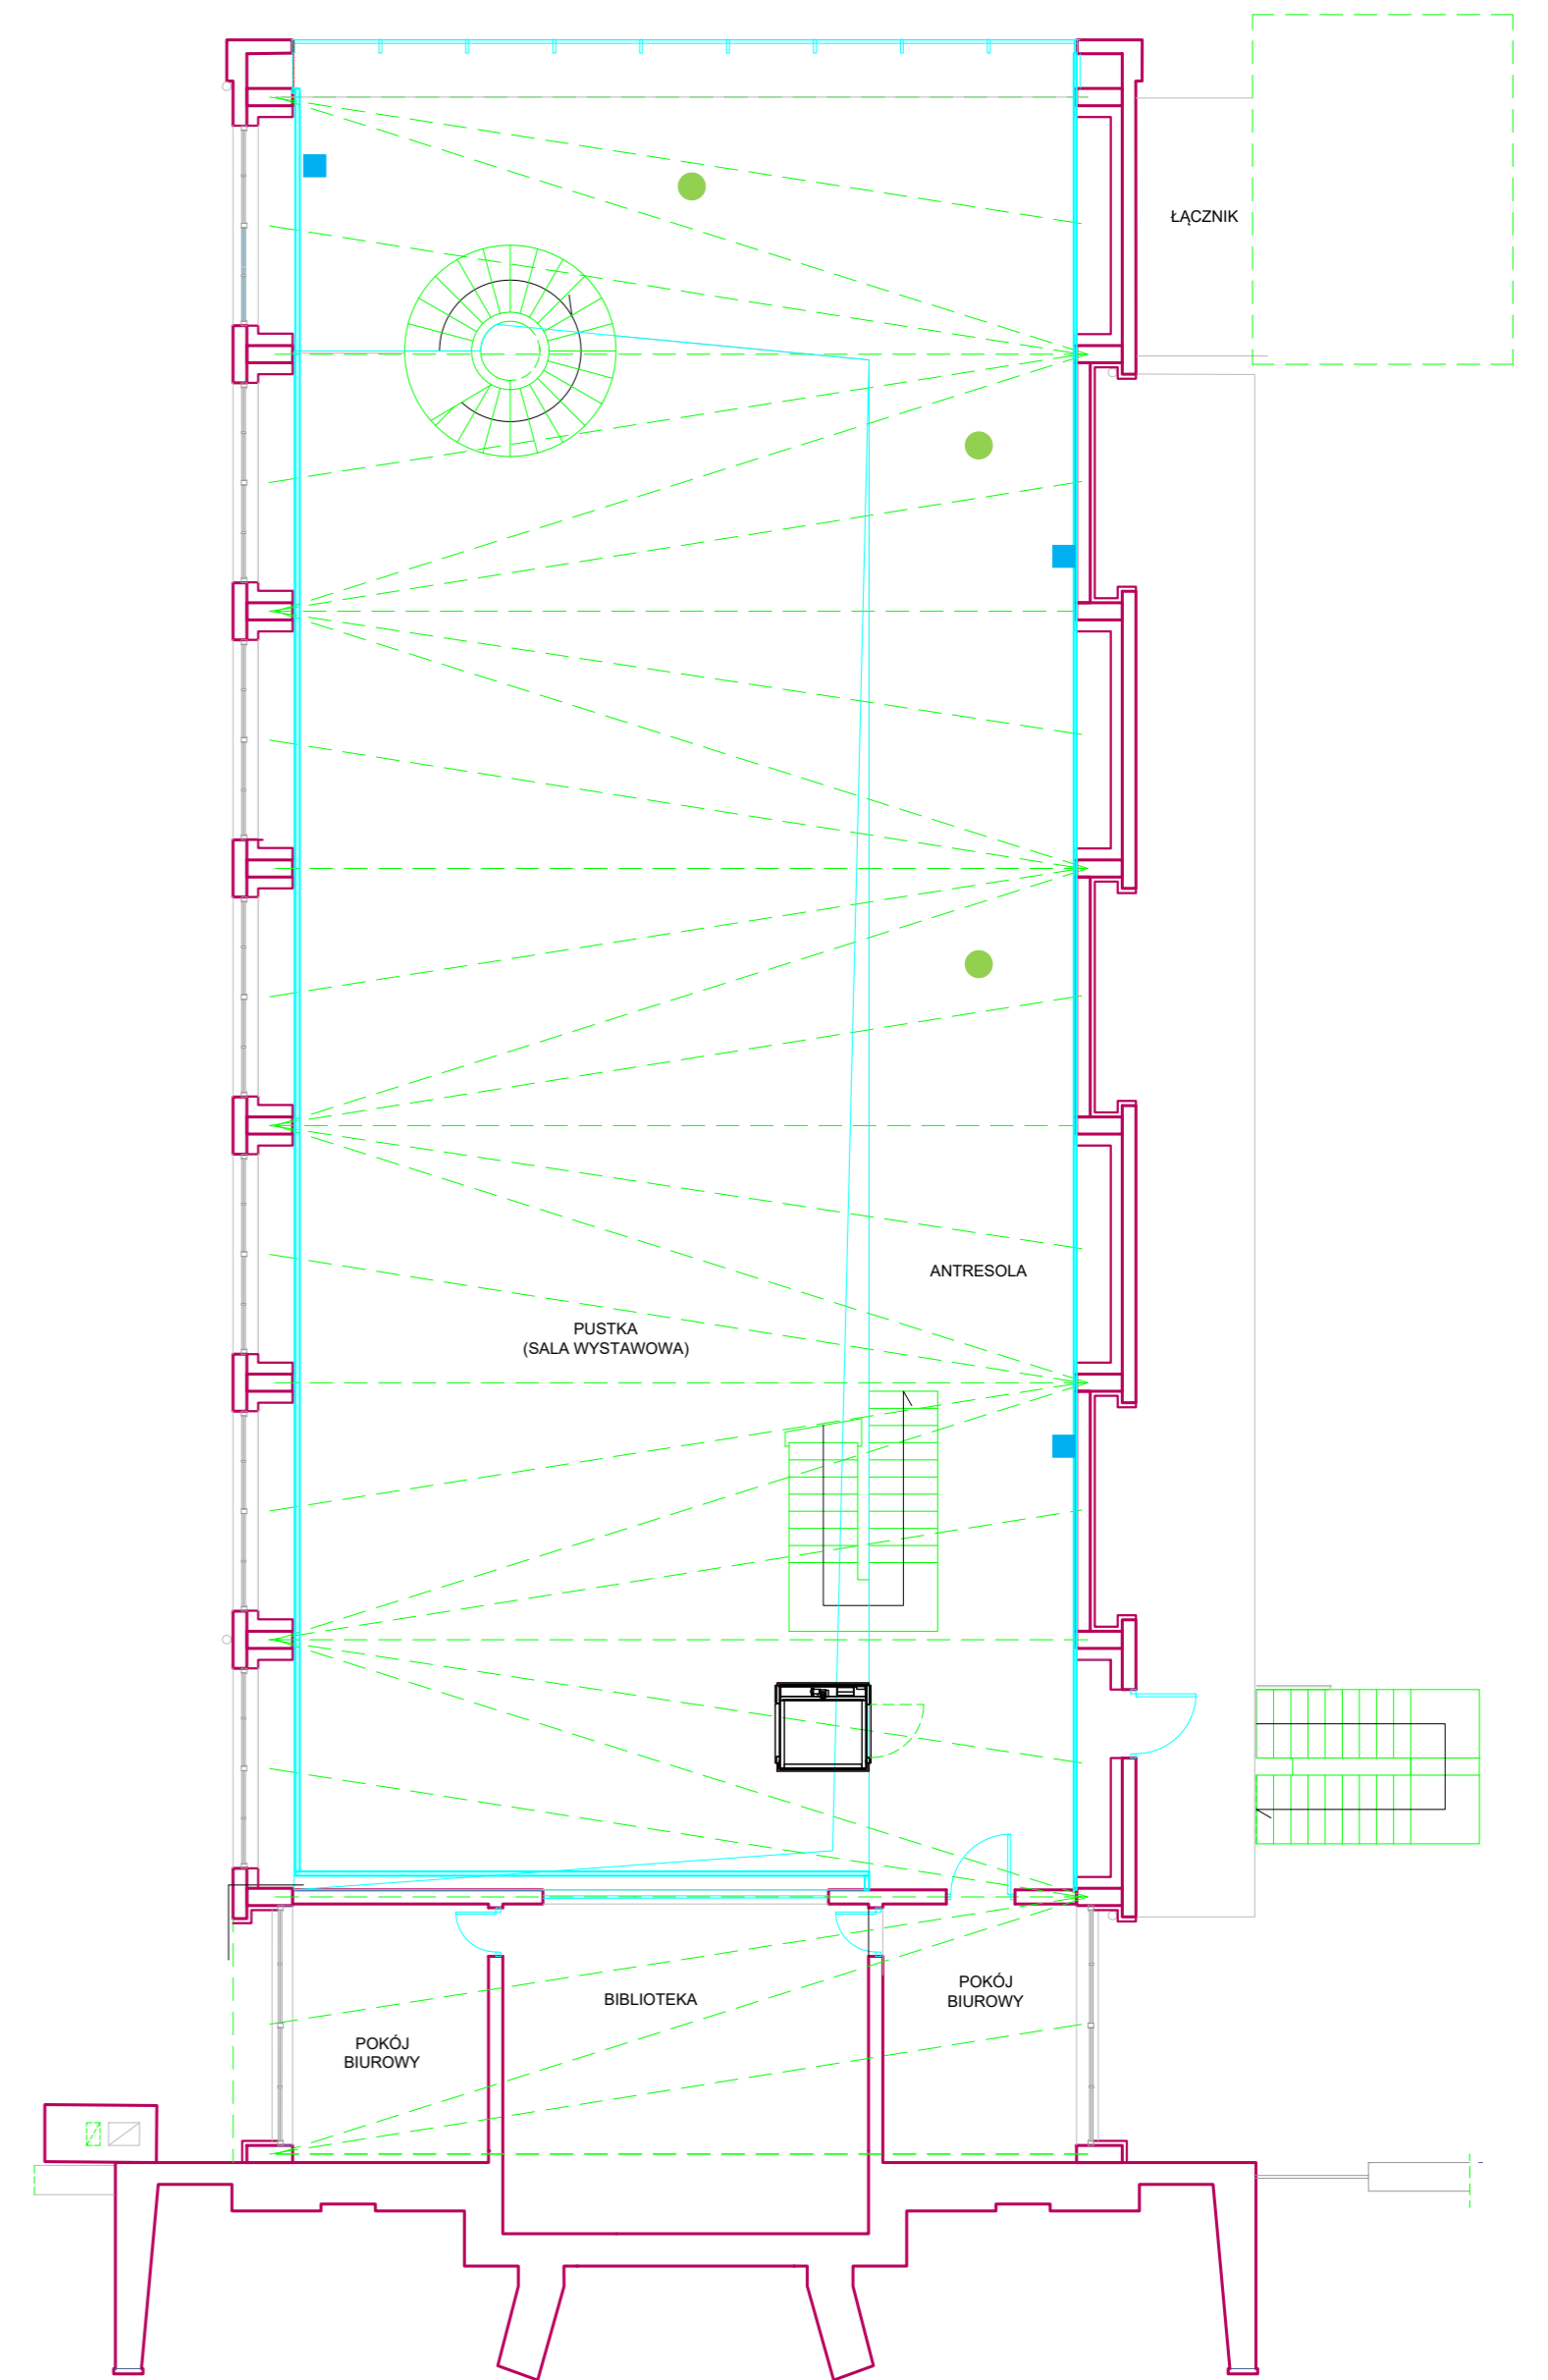 ŁĄCZNIK
ANTRESOLA
PUSTKA
(SALA WYSTAWOWA)
POKÓJ
BIUROWY
BIBLIOTEKA
POKÓJ
BIUROWY